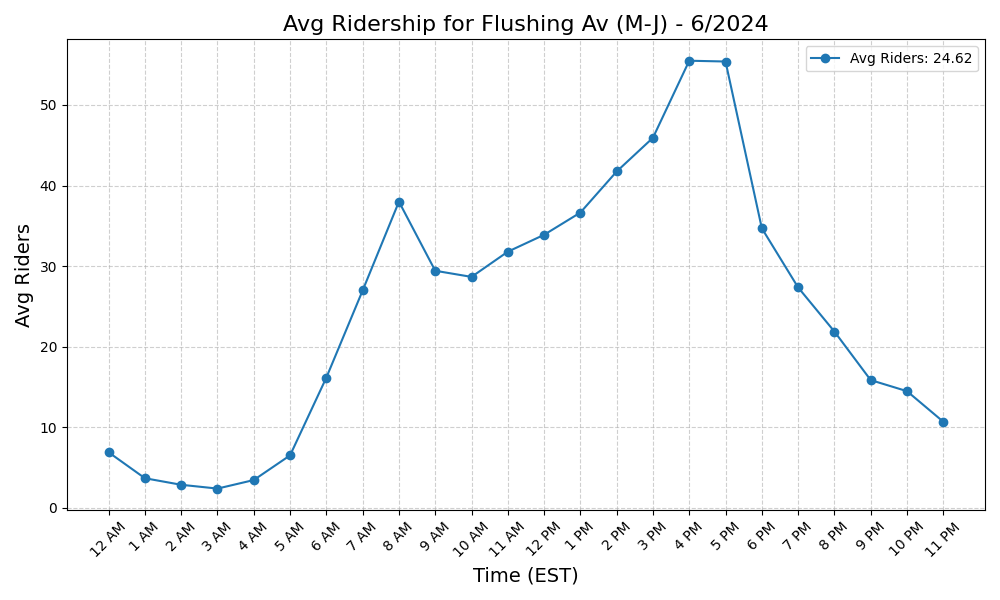 Avg Ridership for Flushing Av (M-J) - 6/2024
Avg Riders: 24.62
Avg Riders
50
40
30
20
10
0
12 AM
1 AM
2 AM
3 AM
4 AM
5 AM
6 AM
7 AM
8 AM
9 AM
10 AM
11 AM
12 PM
1 PM
2 PM
3 PM
4 PM
5 PM
6 PM
7 PM
8 PM
9 PM
10 PM
11 PM
Time (EST)